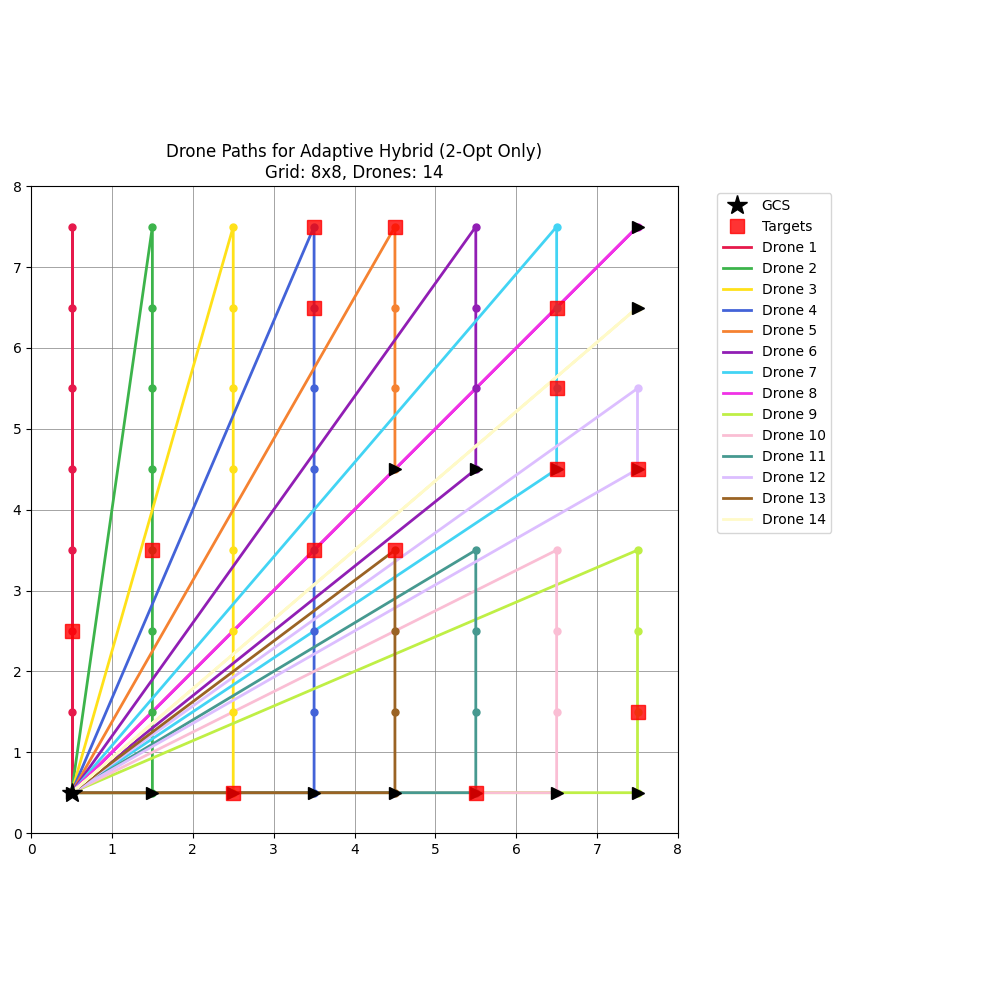 Drone Paths for Adaptive Hybrid (2-Opt Only)
Grid: 8x8, Drones: 14
8
7
6
5
4
3
2
1
0
0 1 2 3 4 5 6 7 8
GCS
Targets
Drone 1
Drone 2
Drone 3
Drone 4
Drone 5
Drone 6
Drone 7
Drone 8
Drone 9
Drone 10
Drone 11
Drone 12
Drone 13
Drone 14